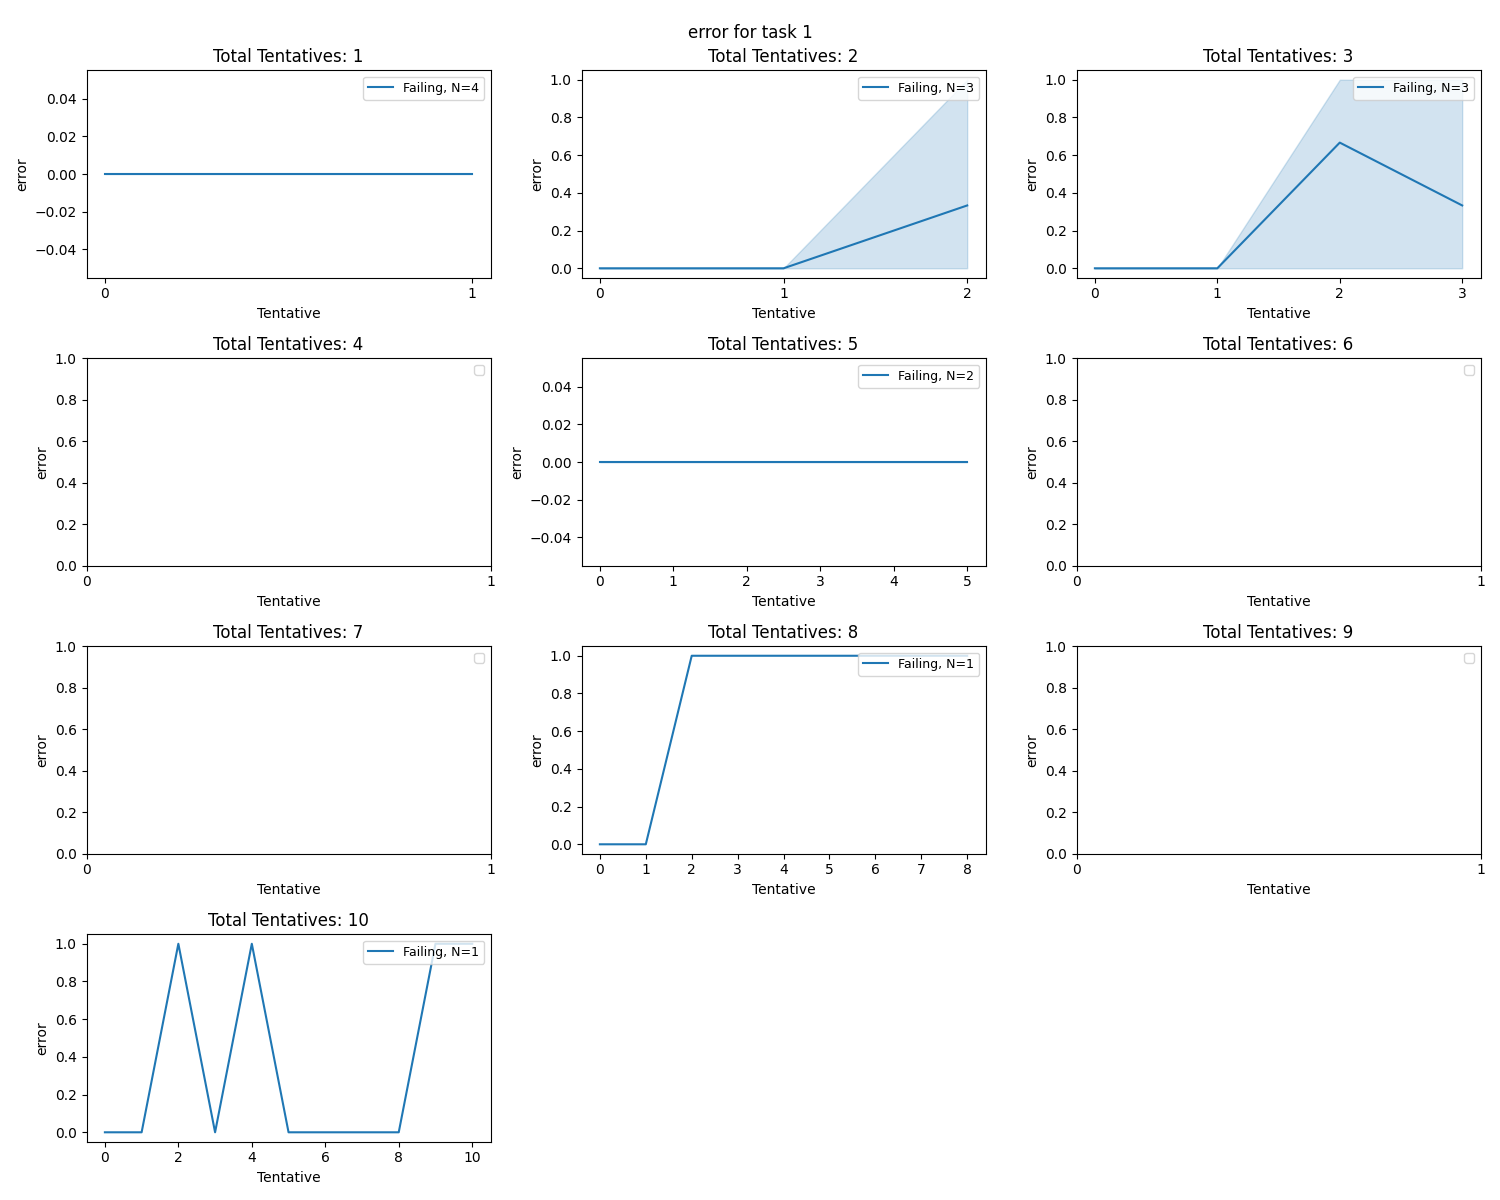 error for task 1
Total Tentatives: 1
Failing, N=4
error
0.04
0.02
0.00
−0.02
−0.04
0 1
Tentative
Total Tentatives: 2
Failing, N=3
error
1.0
0.8
0.6
0.4
0.2
0.0
0 1 2
Tentative
Total Tentatives: 3
Failing, N=3
error
1.0
0.8
0.6
0.4
0.2
0.0
0 1 2 3
Tentative
Total Tentatives: 4
error
1.0
0.8
0.6
0.4
0.2
0.0
0 1
Tentative
Total Tentatives: 5
Failing, N=2
error
0.04
0.02
0.00
−0.02
−0.04
0 1 2 3 4 5
Tentative
Total Tentatives: 6
error
1.0
0.8
0.6
0.4
0.2
0.0
0 1
Tentative
Total Tentatives: 7
error
1.0
0.8
0.6
0.4
0.2
0.0
0 1
Tentative
Total Tentatives: 8
Failing, N=1
error
1.0
0.8
0.6
0.4
0.2
0.0
0 1 2 3 4 5 6 7 8
Tentative
Total Tentatives: 9
error
1.0
0.8
0.6
0.4
0.2
0.0
0 1
Tentative
Total Tentatives: 10
Failing, N=1
error
1.0
0.8
0.6
0.4
0.2
0.0
0 2 4 6 8 10
Tentative